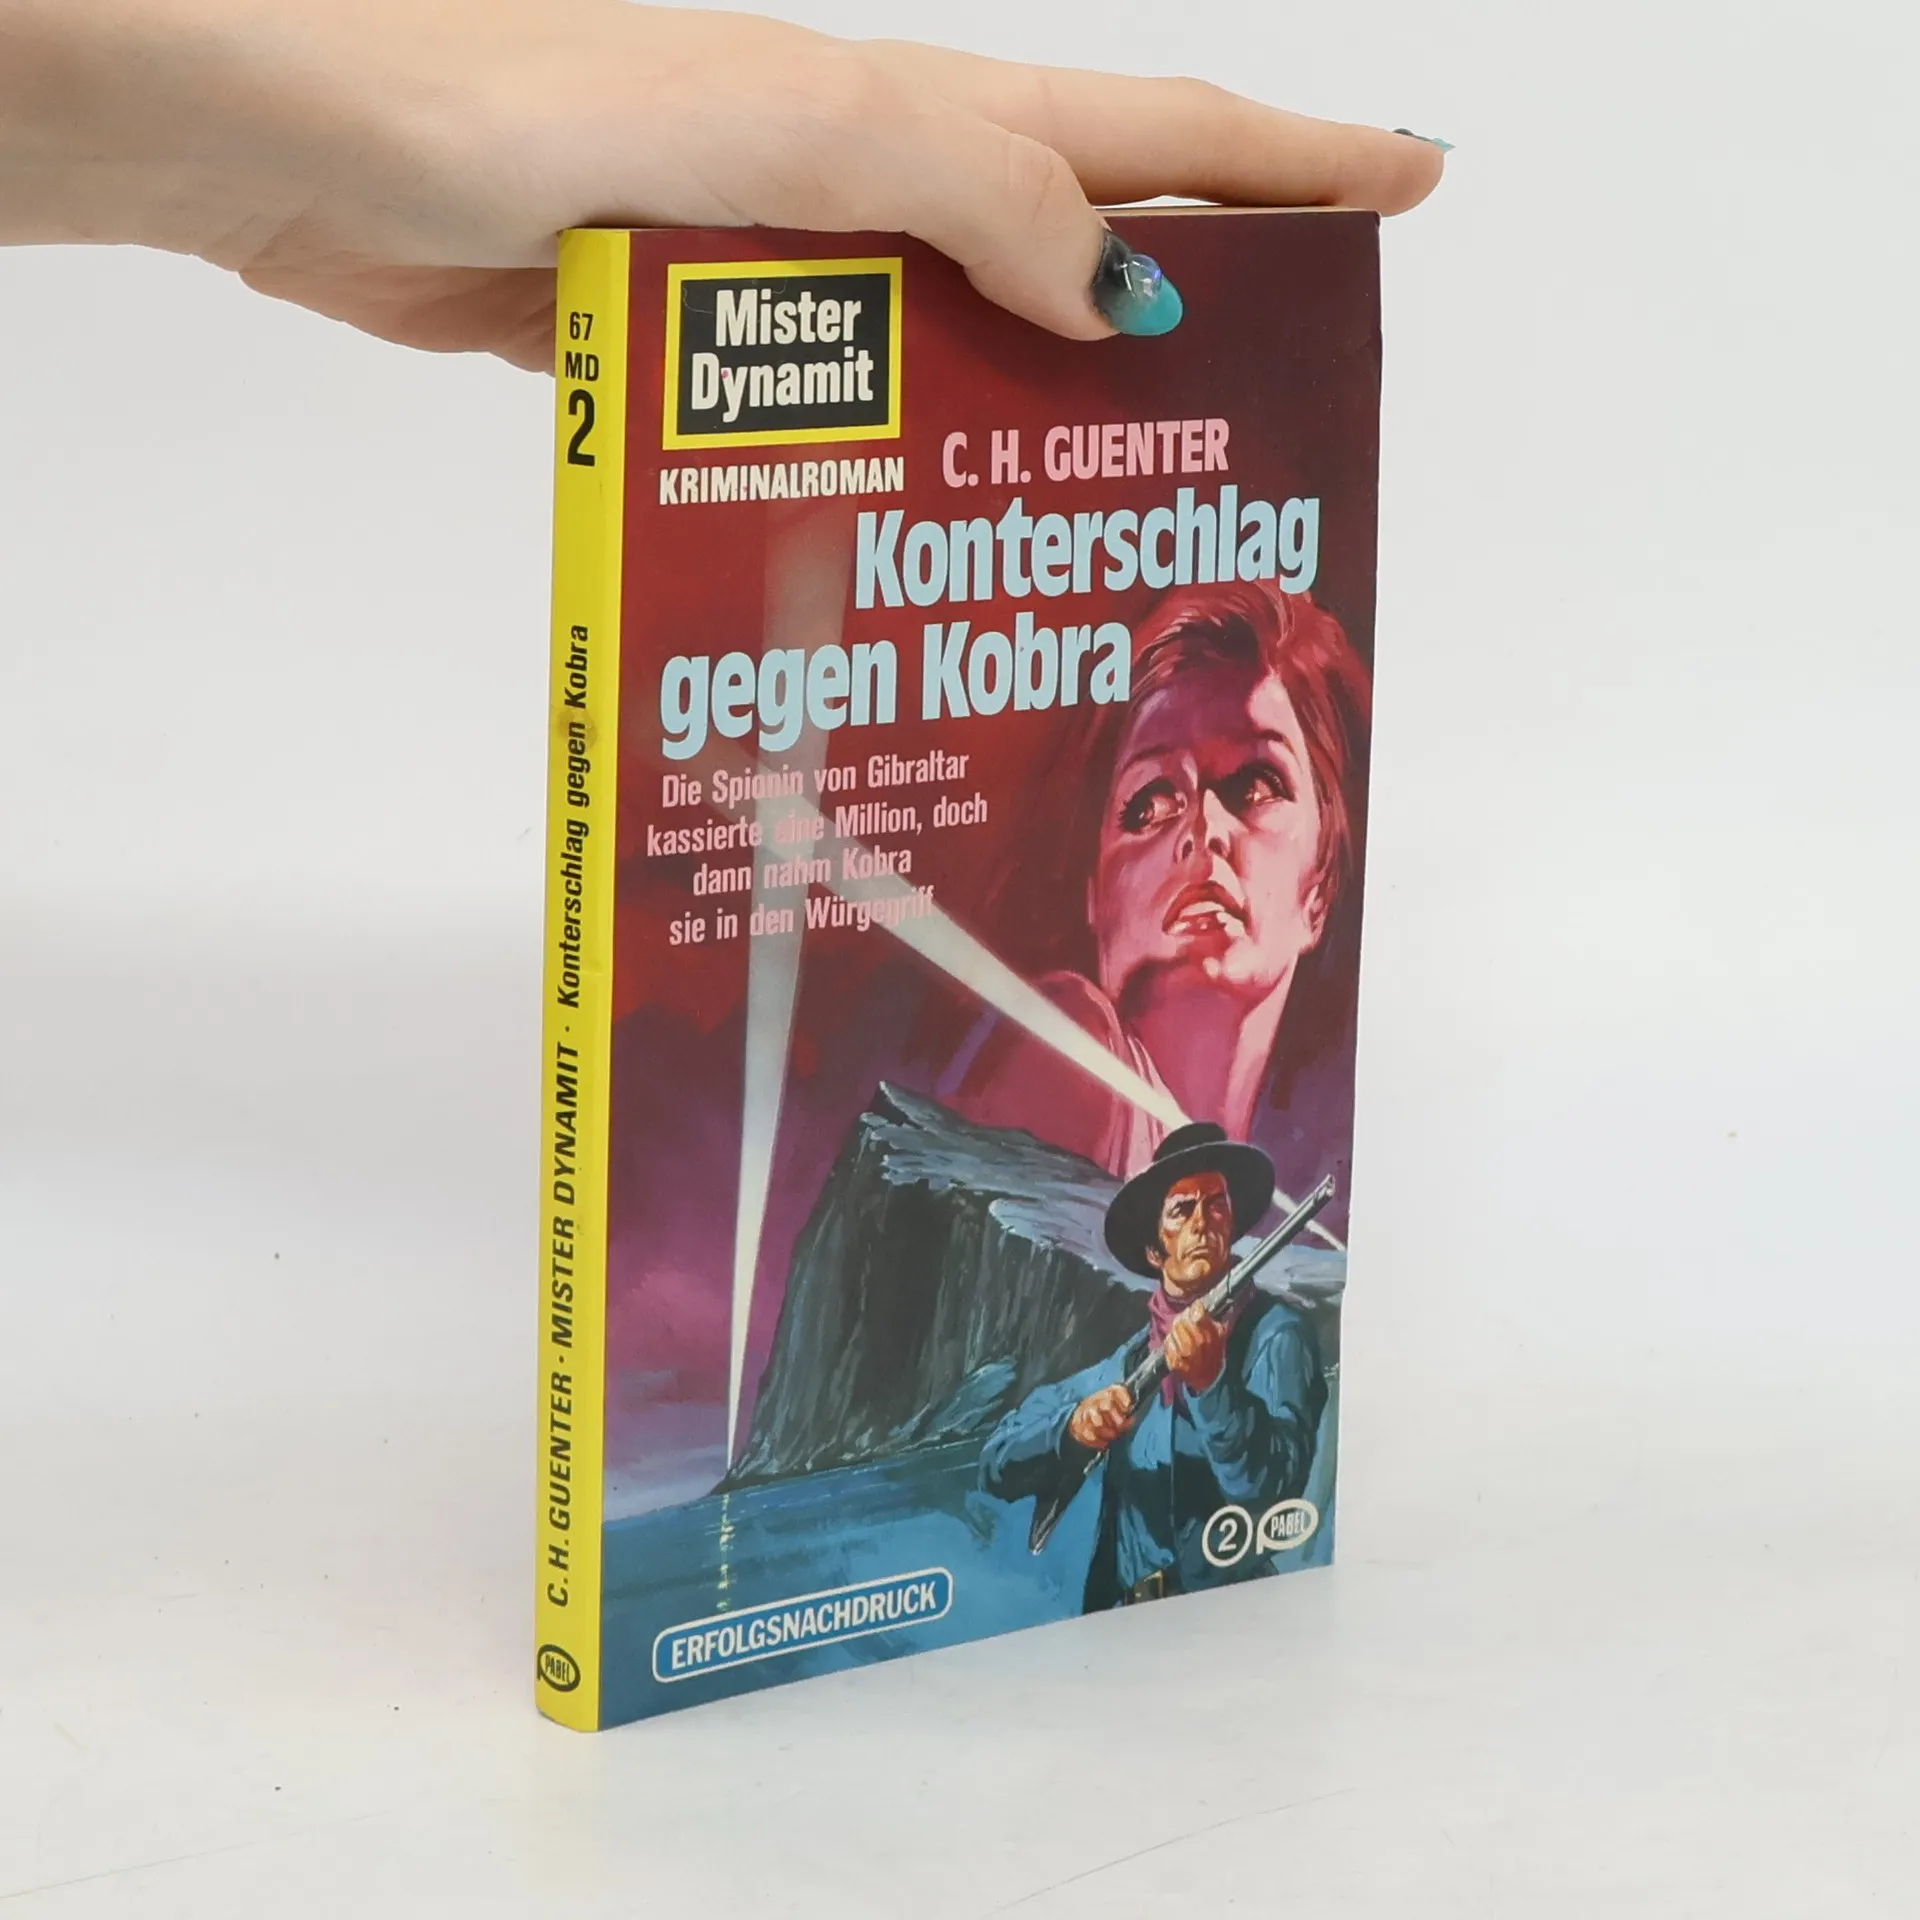 Mister
Dynamit
KRIMINALROMAN
C. H. GUENTER
Konterschlag
gegen Kobra
Die Spionin von Gibraltar
kassierte eine Million, doch
dann nahm Kobra
sie in den Würgegriff
ERFOLGSNACHDRUCK
2 PABEL
67
MD
2
C. H. GUENTER · MISTER DYNAMIT · Konterschlag gegen Kobra
PABEL